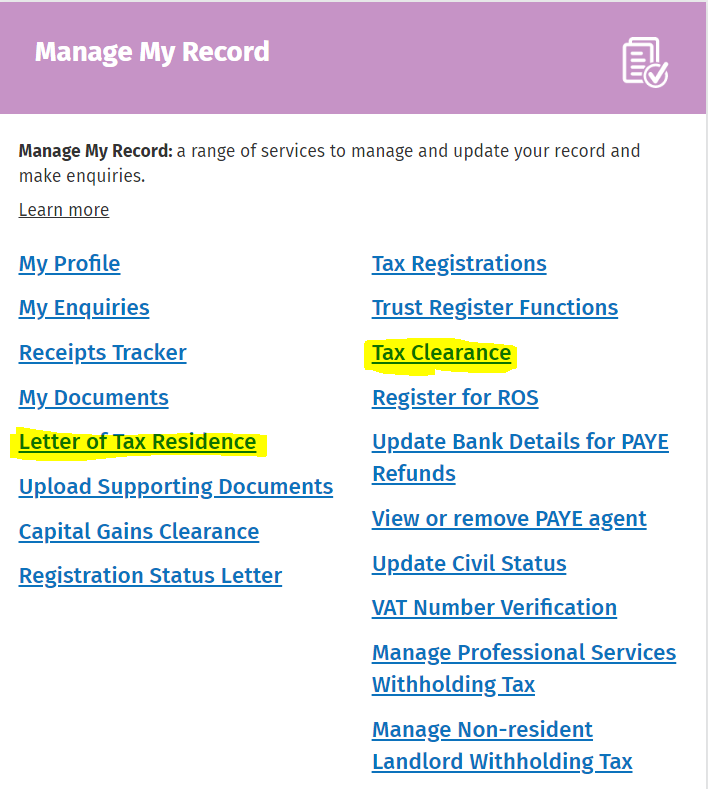 Manage My Record
Manage My Record: a range of services to manage and update your record and
make enquiries.
Learn more
My Profile
My Enquiries
Receipts Tracker
My Documents
Letter of Tax Residence
Upload Supporting Documents
Capital Gains Clearance
Registration Status Letter
Tax Registrations
Trust Register Functions
Tax Clearance
Register for ROS
Update Bank Details for PAYE
Refunds
View or remove PAYE agent
Update Civil Status
VAT Number Verification
Manage Professional Services
Withholding Tax
Manage Non-resident
Landlord Withholding Tax